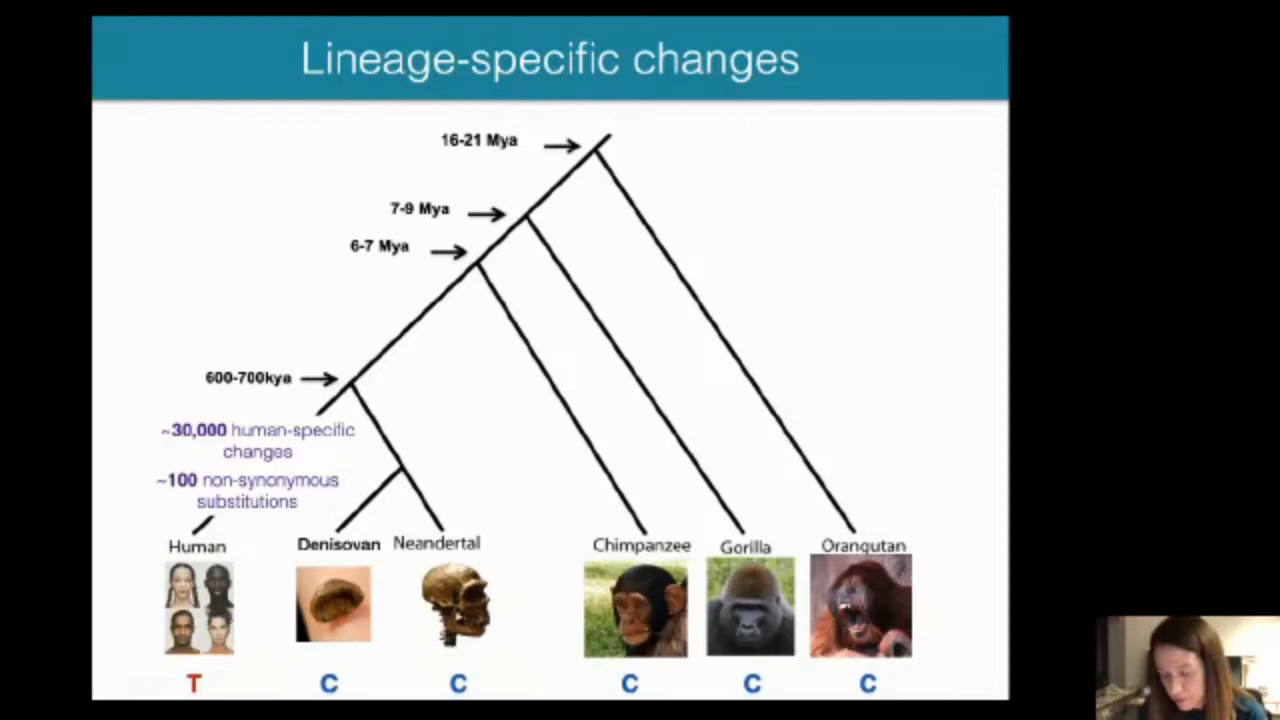 Lineage-specific changes
16-21 Mya
7-9 Mya
6-7 Mya
600-700kya
~30,000 human-specific
changes
~100 non-synonymous
substitutions
Human
Denisovan
Neandertal
Chimpanzee
Gorilla
Orangutan
T
C
C
C
C
C